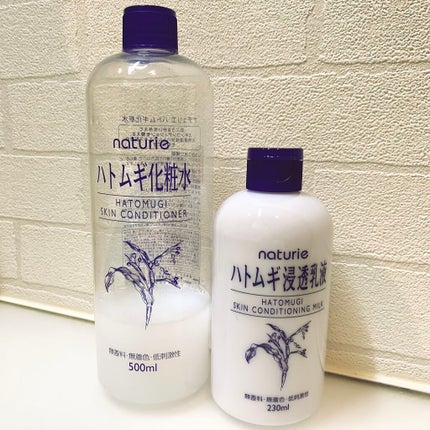 naturie
ハトムギ化粧水
HATOMUGI
SKIN CONDITIONER
無香料・無着色・低刺激性
500ml
naturie
ハトムギ浸透乳液
HATOMUGI
SKIN CONDITIONING MILK
無香料・無着色・低刺激性
230ml